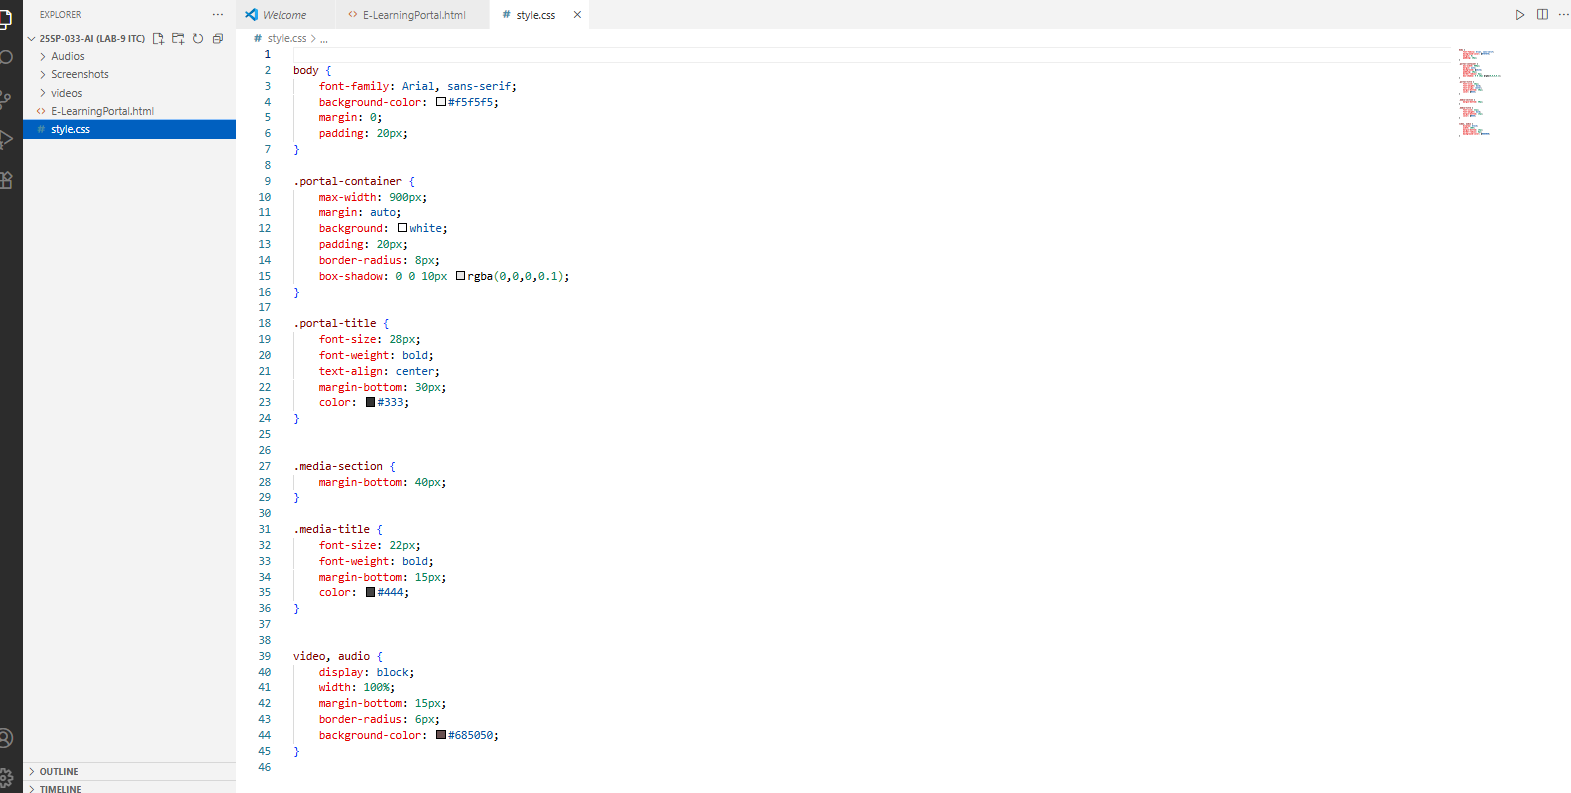 EXPLORER
25SP-033-AI (LAB-9 ITC)
Audios
Screenshots
videos
E-LearningPortal.html
style.css
OUTLINE
TIMELINE
Welcome
E-LearningPortal.html
style.css
style.css > ...
1
2 body {
3 font-family: Arial, sans-serif;
4 background-color: #f5f5f5;
5 margin: 0;
6 padding: 20px;
7 }
8
9 .portal-container {
10 max-width: 900px;
11 margin: auto;
12 background: white;
13 padding: 20px;
14 border-radius: 8px;
15 box-shadow: 0 0 10px rgba(0,0,0,0.1);
16 }
17
18 .portal-title {
19 font-size: 28px;
20 font-weight: bold;
21 text-align: center;
22 margin-bottom: 30px;
23 color: #333;
24 }
25
26
27 .media-section {
28 margin-bottom: 40px;
29 }
30
31 .media-title {
32 font-size: 22px;
33 font-weight: bold;
34 margin-bottom: 15px;
35 color: #444;
36 }
37
38
39 video, audio {
40 display: block;
41 width: 100%;
42 margin-bottom: 15px;
43 border-radius: 6px;
44 background-color: #685050;
45 }
46